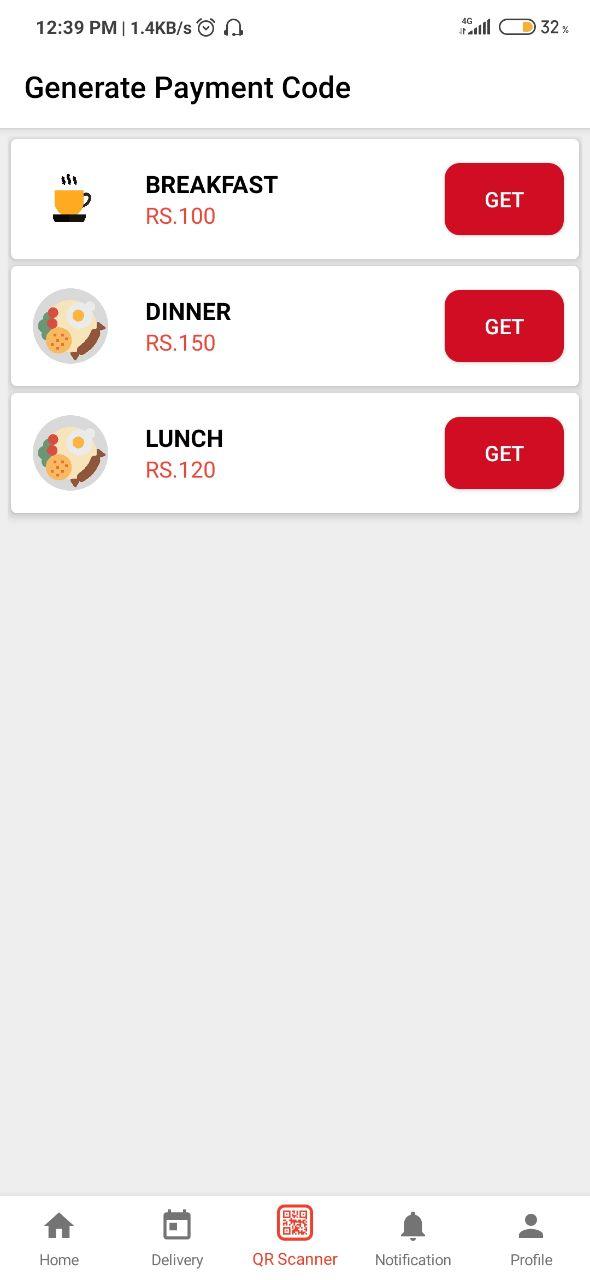 12:39 PM | 1.4KB/s 4G 32 %
Generate Payment Code
BREAKFAST
RS.100
GET
DINNER
RS.150
GET
LUNCH
RS.120
GET
Home Delivery QR Scanner Notification Profile